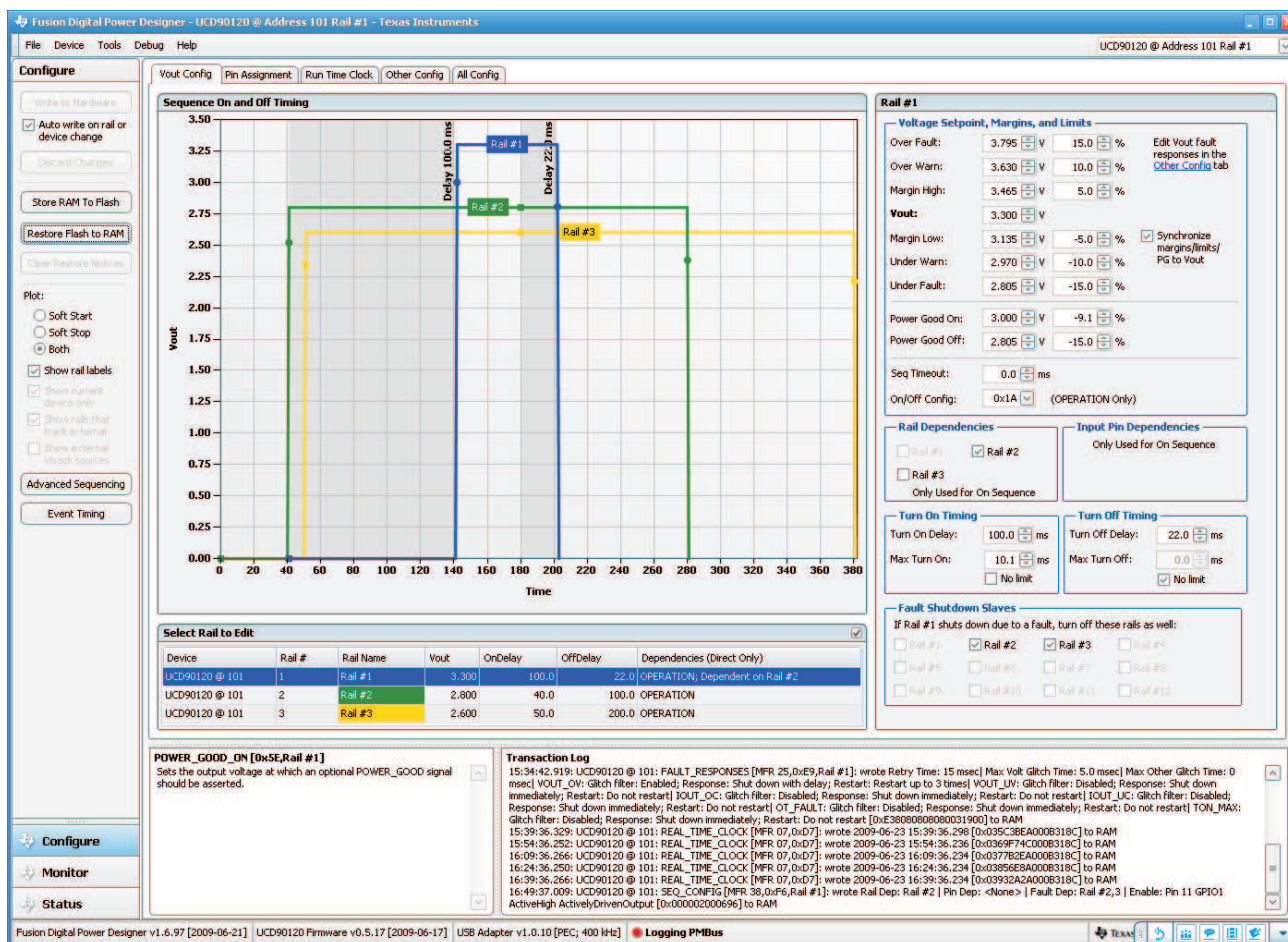 Fusion Digital Power Designer - UCD90120 @ Address 101 Rail #1 - Texas Instruments
File Device Tools Debug Help
UCD90120 @ Address 101 Rail #1
Configure
Write to Hardware
Auto write on rail or
device change
Discard Changes
Store RAM To Flash
Restore Flash to RAM
Clear Restore Notices
Plot:
Soft Start
Soft Stop
Both
Show rail labels
Show current
device only
Show rails that
track external
Show external
vtrack sources
Advanced Sequencing
Event Timing
Configure
Monitor
Status
Vout Config Pin Assignment Run Time Clock Other Config All Config
Sequence On and Off Timing
3.50
3.25
3.00
2.75
2.50
2.25
2.00
1.75
1.50
1.25
1.00
0.75
0.50
0.25
0.00
Vout
Delay 100.0 ms
Delay 22.0 ms
Rail #1
Rail #2
Rail #3
0 20 40 60 80 100 120 140 160 180 200 220 240 260 280 300 320 340 360 380
Time
Select Rail to Edit
Device Rail # Rail Name Vout OnDelay OffDelay Dependencies (Direct Only)
UCD90120 @ 101 1 Rail #1 3.300 100.0 22.0 OPERATION; Dependent on Rail #2
UCD90120 @ 101 2 Rail #2 2.800 40.0 100.0 OPERATION
UCD90120 @ 101 3 Rail #3 2.600 50.0 200.0 OPERATION
Rail #1
Voltage Setpoint, Margins, and Limits
Over Fault: 3.795 V 15.0 %
Over Warn: 3.630 V 10.0 %
Margin High: 3.465 V 5.0 %
Vout: 3.300 V
Margin Low: 3.135 V -5.0 %
Under Warn: 2.970 V -10.0 %
Under Fault: 2.805 V -15.0 %
Edit Vout fault
responses in the
Other Config tab
Synchronize
margins/limits/
PG to Vout
Power Good On: 3.000 V -9.1 %
Power Good Off: 2.805 V -15.0 %
Seq Timeout: 0.0 ms
On/Off Config: 0x1A (OPERATION Only)
Rail Dependencies
Rail #1 Rail #2
Rail #3
Only Used for On Sequence
Input Pin Dependencies
Only Used for On Sequence
Turn On Timing
Turn On Delay: 100.0 ms
Max Turn On: 10.1 ms
No limit
Turn Off Timing
Turn Off Delay: 22.0 ms
Max Turn Off: 0.0 ms
No limit
Fault Shutdown Slaves
If Rail #1 shuts down due to a fault, turn off these rails as well:
Rail #1 Rail #2 Rail #3 Rail #4
Rail #5 Rail #6 Rail #7 Rail #8
Rail #9 Rail #10 Rail #11 Rail #12
POWER_GOOD_ON [0x5E,Rail #1]
Sets the output voltage at which an optional POWER_GOOD signal
should be asserted.
Transaction Log
15:34:42.919: UCD90120 @ 101: FAULT_RESPONSES [MFR 25,0xE9,Rail #1]: wrote Retry Time: 15 msec| Max Volt Glitch Time: 5.0 msec| Max Other Glitch Time: 0
msec| VOUT_OV: Glitch filter: Enabled; Response: Shut down with delay; Restart: Restart up to 3 times| VOUT_UV: Glitch filter: Disabled; Response: Shut down
immediately; Restart: Do not restart| IOUT_OC: Glitch filter: Disabled; Response: Shut down immediately; Restart: Do not restart| IOUT_UC: Glitch filter: Disabled;
Response: Shut down immediately; Restart: Do not restart| OT_FAULT: Glitch filter: Disabled; Response: Shut down immediately; Restart: Do not restart| TON_MAX:
Glitch filter: Disabled; Response: Shut down immediately; Restart: Do not restart [0xE38080808080031900] to RAM
15:39:36.329: UCD90120 @ 101: REAL_TIME_CLOCK [MFR 07,0xD7]: wrote 2009-06-23 15:39:36.298 [0x035C3BEA000B318C] to RAM
15:54:36.252: UCD90120 @ 101: REAL_TIME_CLOCK [MFR 07,0xD7]: wrote 2009-06-23 15:54:36.236 [0x0369F74C000B318C] to RAM
16:09:36.266: UCD90120 @ 101: REAL_TIME_CLOCK [MFR 07,0xD7]: wrote 2009-06-23 16:09:36.234 [0x0377B2EA000B318C] to RAM
16:24:36.250: UCD90120 @ 101: REAL_TIME_CLOCK [MFR 07,0xD7]: wrote 2009-06-23 16:24:36.234 [0x03856E8A000B318C] to RAM
16:39:36.266: UCD90120 @ 101: REAL_TIME_CLOCK [MFR 07,0xD7]: wrote 2009-06-23 16:39:36.234 [0x03932A2A000B318C] to RAM
16:49:37.009: UCD90120 @ 101: SEQ_CONFIG [MFR 38,0xF6,Rail #1]: wrote Rail Dep: Rail #2 | Pin Dep: <None> | Fault Dep: Rail #2,3 | Enable: Pin 11 GPIO1
ActiveHigh ActivelyDrivenOutput [0x000002000696] to RAM
Fusion Digital Power Designer v1.6.97 [2009-06-21] UCD90120 Firmware v0.5.17 [2009-06-17] USB Adapter v1.0.10 [PEC; 400 kHz] Logging PMBus
TEXAS